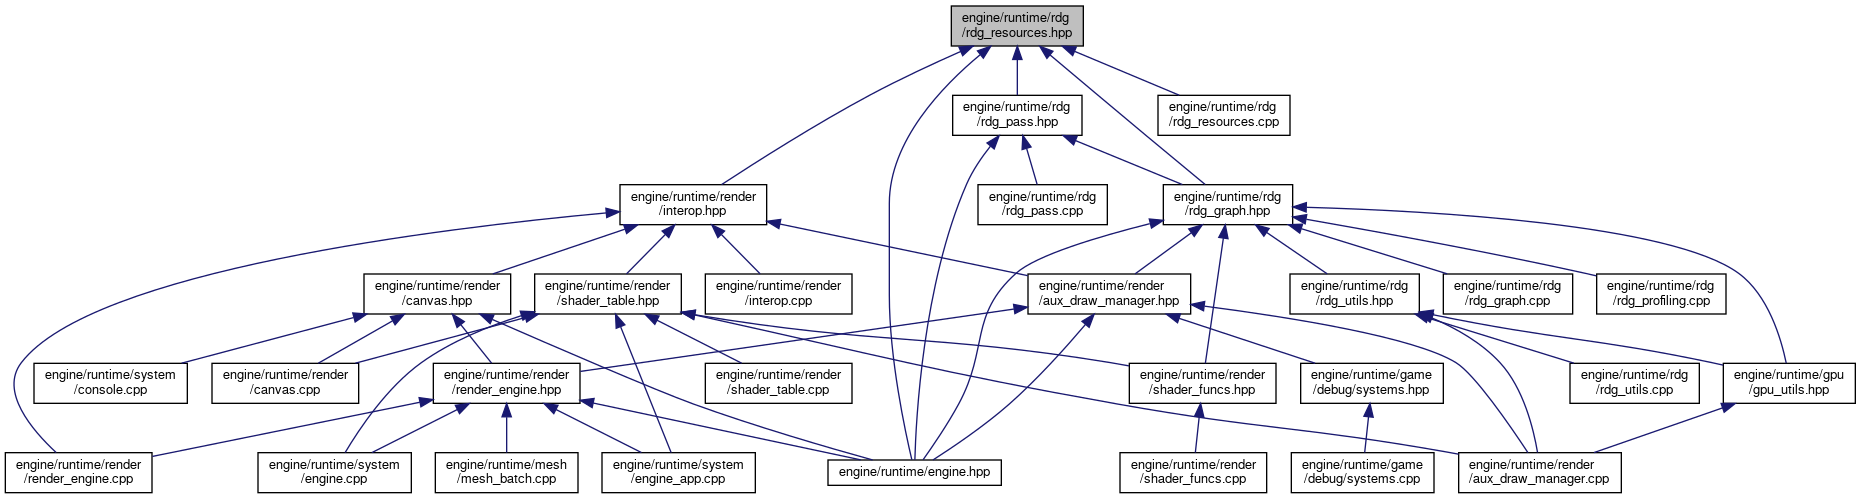 engine/runtime/rdg
/rdg_resources.hpp
engine/runtime/rdg
/rdg_pass.hpp
engine/runtime/rdg
/rdg_resources.cpp
engine/runtime/render
/interop.hpp
engine/runtime/rdg
/rdg_pass.cpp
engine/runtime/rdg
/rdg_graph.hpp
engine/runtime/render
/canvas.hpp
engine/runtime/render
/shader_table.hpp
engine/runtime/render
/interop.cpp
engine/runtime/render
/aux_draw_manager.hpp
engine/runtime/rdg
/rdg_utils.hpp
engine/runtime/rdg
/rdg_graph.cpp
engine/runtime/rdg
/rdg_profiling.cpp
engine/runtime/system
/console.cpp
engine/runtime/render
/canvas.cpp
engine/runtime/render
/render_engine.hpp
engine/runtime/render
/shader_table.cpp
engine/runtime/render
/shader_funcs.hpp
engine/runtime/game
/debug/systems.hpp
engine/runtime/rdg
/rdg_utils.cpp
engine/runtime/gpu
/gpu_utils.hpp
engine/runtime/render
/render_engine.cpp
engine/runtime/system
/engine.cpp
engine/runtime/mesh
/mesh_batch.cpp
engine/runtime/system
/engine_app.cpp
engine/runtime/engine.hpp
engine/runtime/render
/shader_funcs.cpp
engine/runtime/game
/debug/systems.cpp
engine/runtime/render
/aux_draw_manager.cpp